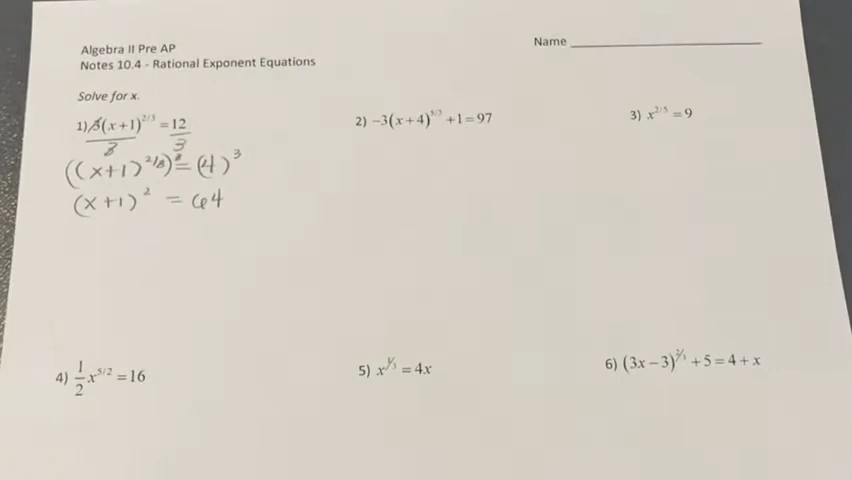 Algebra II Pre AP
Name
Notes 10.4 - Rational Exponent Equations
Solve for x.
1) 3(x+1)^{2/3} = 12
3 3
((x+1)^{2/3})^3 = (4)^3
(x+1)^2 = 64
2) −3(x+4)^{5/3} +1 = 97
3) x^{2/5} = 9
4) \frac{1}{2}x^{5/2} = 16
5) x^{1/3} = 4x
6) (3x−3)^{2/3} +5 = 4+x